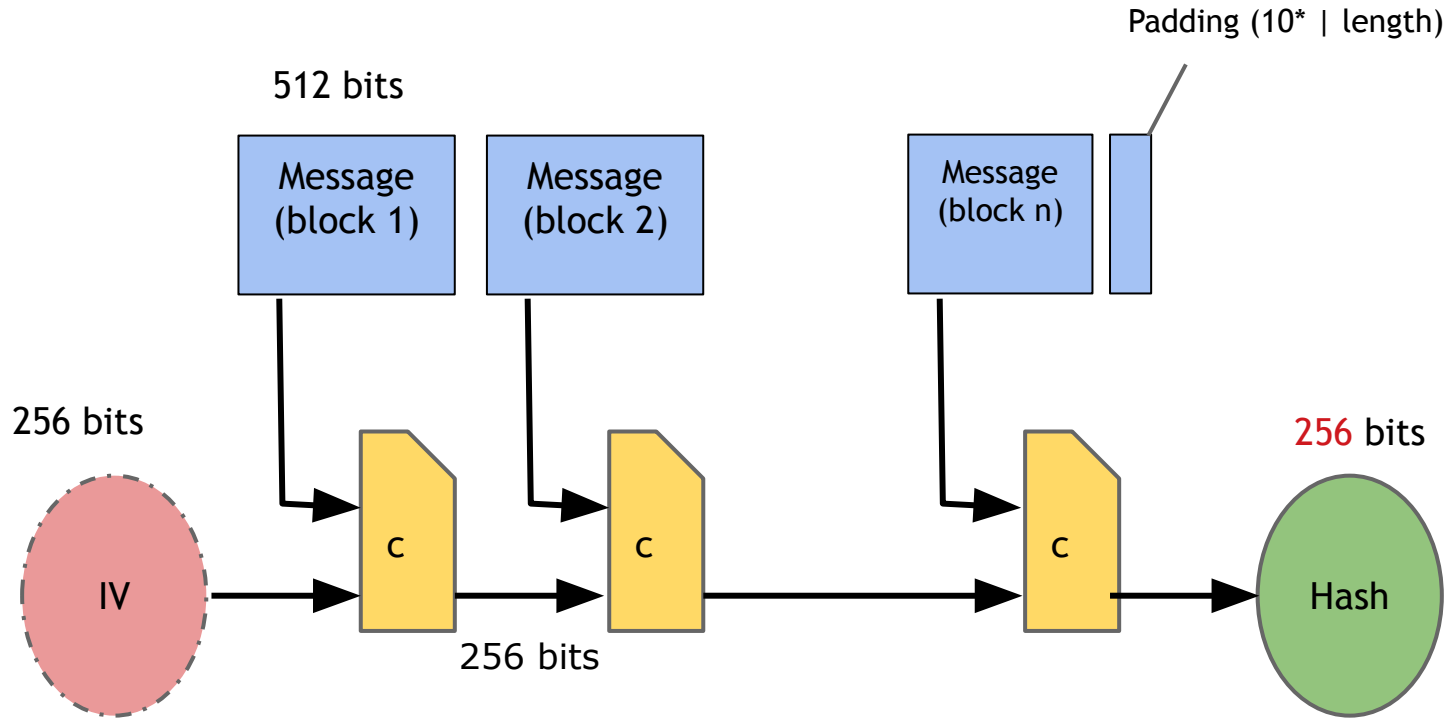 Padding (10* | length)
512 bits
Message
(block 1)
Message
(block 2)
Message
(block n)
256 bits
256 bits
c
c
c
IV
Hash
256 bits